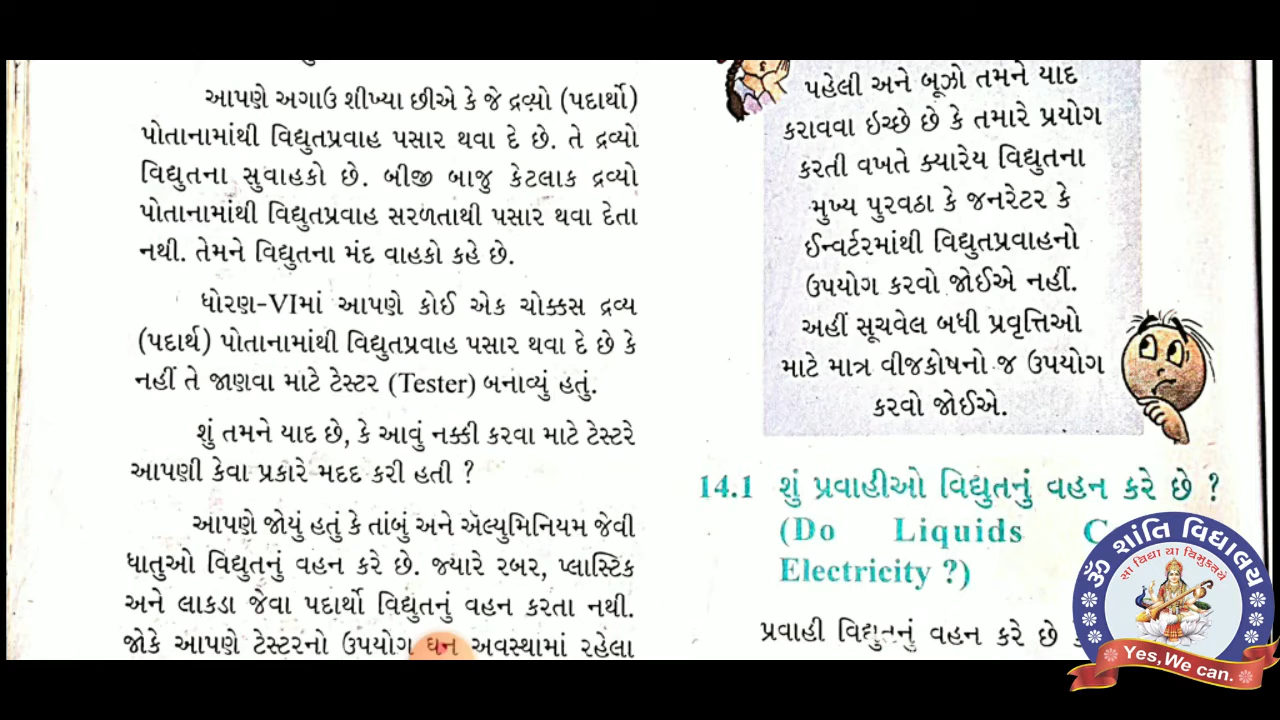 આપણે અગાઉ શીખ્યા છીએ કે જે દ્રવ્યો (પદાર્થો)
પોતાનામાંથી વિદ્યુતપ્રવાહ પસાર થવા દે છે. તે દ્રવ્યો
વિદ્યુતના સુવાહકો છે. બીજી બાજુ કેટલાક દ્રવ્યો
પોતાનામાંથી વિદ્યુતપ્રવાહ સરળતાથી પસાર થવા દેતા
નથી. તેમને વિદ્યુતના મંદ વાહકો કહે છે.
ધોરણ-VIમાં આપણે કોઈ એક ચોક્કસ દ્રવ્ય
(પદાર્થ) પોતાનામાંથી વિદ્યુતપ્રવાહ પસાર થવા દે છે કે
નહીં તે જાણવા માટે ટેસ્ટર (Tester) બનાવ્યું હતું.
શું તમને યાદ છે, કે આવું નક્કી કરવા માટે ટેસ્ટરે
આપણી કેવા પ્રકારે મદદ કરી હતી ?
આપણે જોયું હતું કે તાંબું અને ઍલ્યુમિનિયમ જેવી
ધાતુઓ વિદ્યુતનું વહન કરે છે. જ્યારે રબર, પ્લાસ્ટિક
અને લાકડા જેવા પદાર્થો વિદ્યુતનું વહન કરતા નથી.
જોકે આપણે ટેસ્ટરનો ઉપયોગ ઘન અવસ્થામાં રહેલા
પહેલી અને બૂઝો તમને યાદ
કરાવવા ઇચ્છે છે કે તમારે પ્રયોગ
કરતી વખતે ક્યારેય વિદ્યુતના
મુખ્ય પુરવઠા કે જનરેટર કે
ઈન્વર્ટરમાંથી વિદ્યુતપ્રવાહનો
ઉપયોગ કરવો જોઈએ નહીં.
અહીં સૂચવેલ બધી પ્રવૃત્તિઓ
માટે માત્ર વીજકોષનો જ ઉપયોગ
કરવો જોઈએ.
14.1 શું પ્રવાહીઓ વિદ્યુતનું વહન કરે છે ?
(Do Liquids
Electricity ?)
પ્રવાહી વિદ્યુતનું વહન કરે છે
ૐ શાંતિ વિદ્યાલય
સા વિદ્યા યા વિમુક્તયે
Yes, We can.